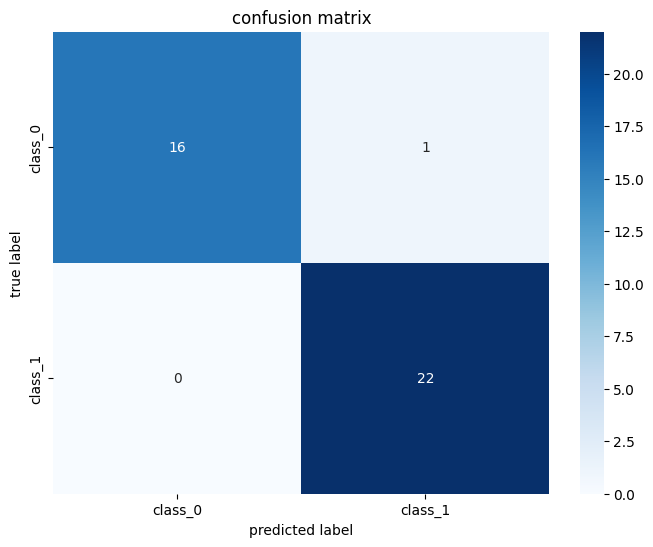 confusion matrix
true label
class_0
16
1
class_1
0
22
class_0
class_1
predicted label
20.0
17.5
15.0
12.5
10.0
7.5
5.0
2.5
0.0